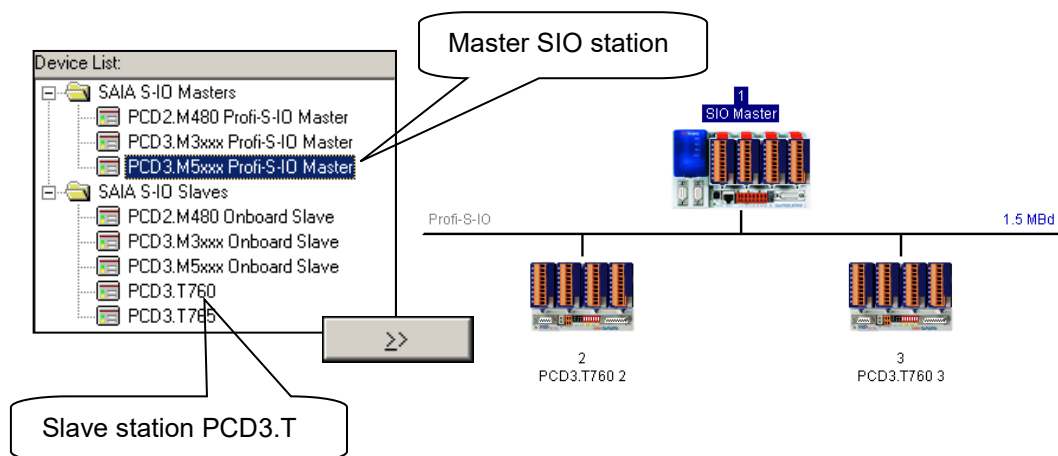 Master SIO station
Device List:
SAIA S-IO Masters
PCD2.M480 Profi-S-IO Master
PCD3.M3xxx Profi-S-IO Master
PCD3.M5xxx Profi-S-IO Master
SAIA S-IO Slaves
PCD2.M480 Onboard Slave
PCD3.M3xxx Onboard Slave
PCD3.M5xxx Onboard Slave
PCD3.T760
PCD3.T765
>>
Slave station PCD3.T
1
SIO Master
Profi-S-IO
1.5 MBd
2
PCD3.T760 2
3
PCD3.T760 3